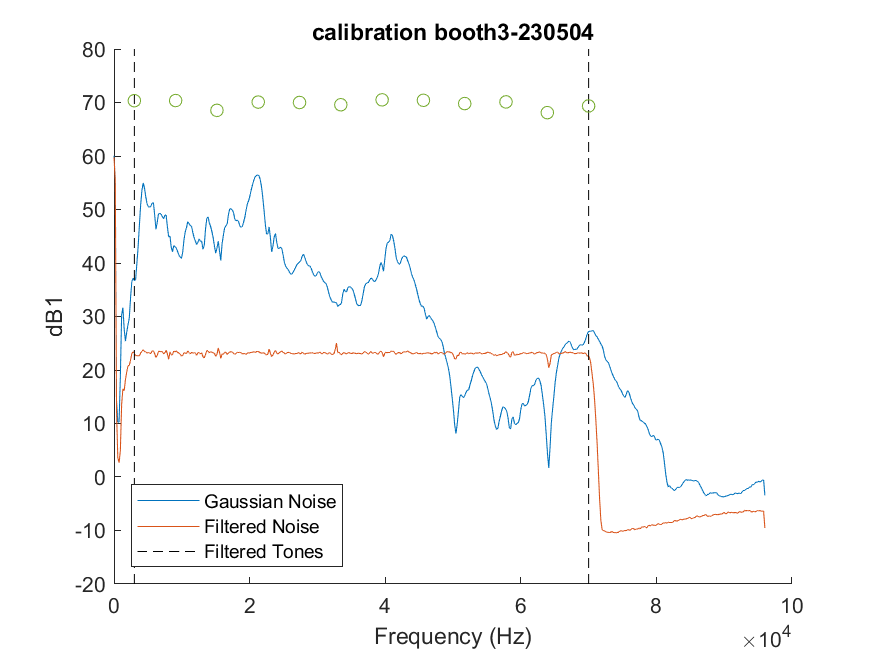 calibration booth3-230504
80
70
60
50
40
30
20
10
0
-10
-20
dB1
Gaussian Noise
Filtered Noise
Filtered Tones
0 2 4 6 8 10
Frequency (Hz)
×10⁴